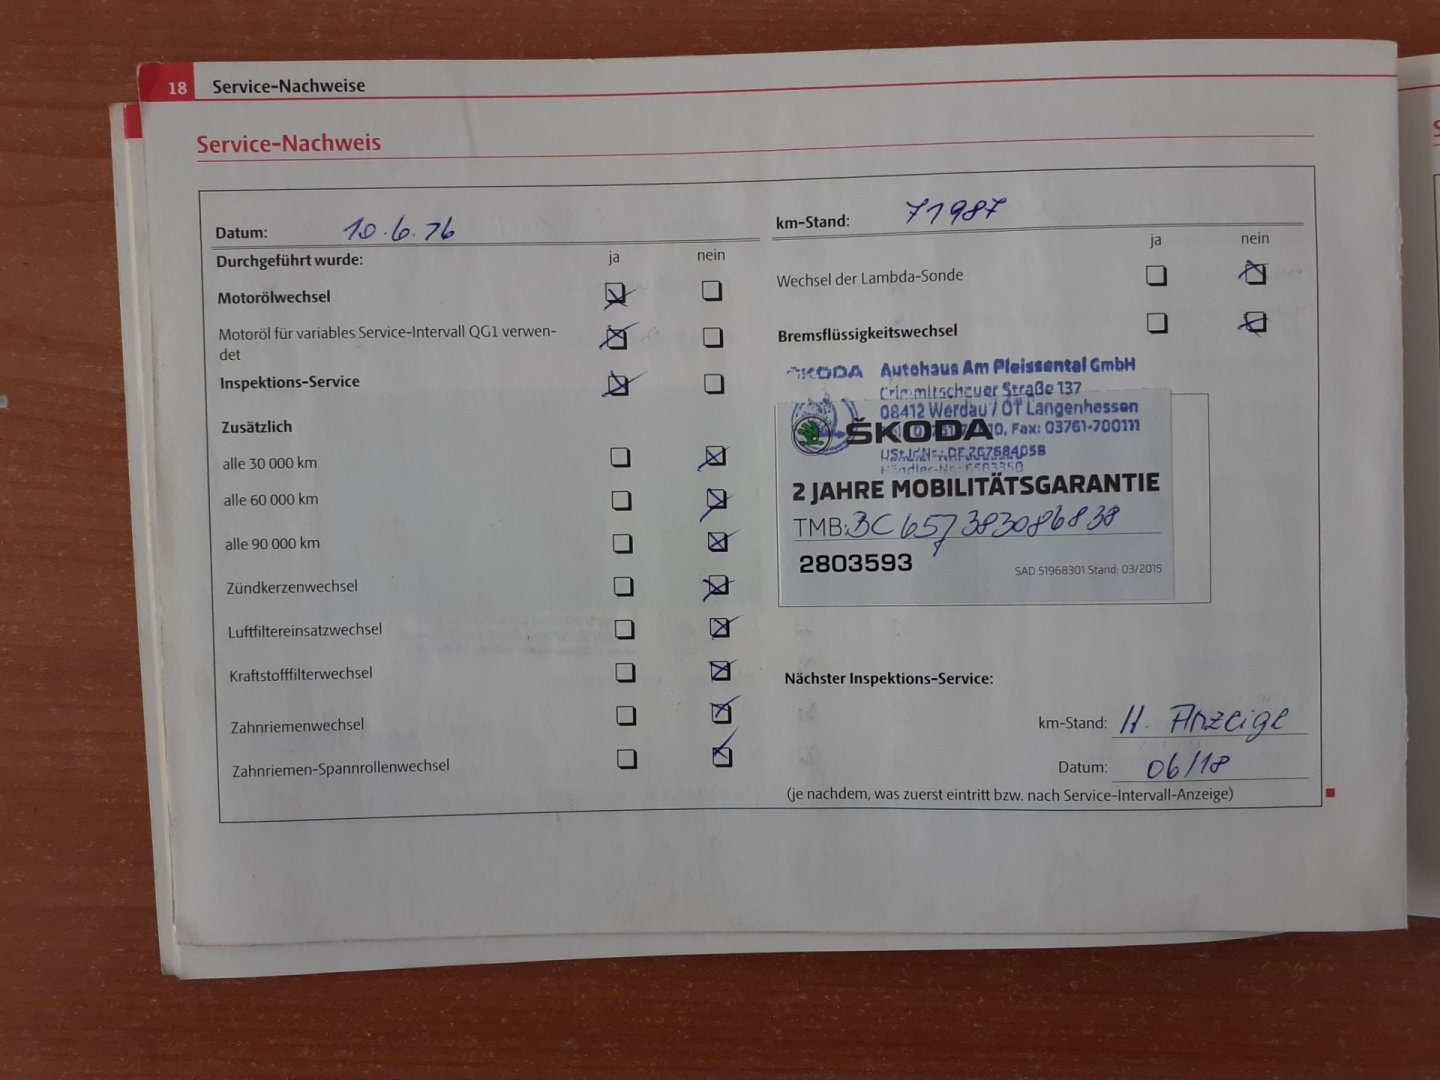 18 Service-Nachweise
Service-Nachweis
Datum: 10.6.16
km-Stand: 71987
Durchgeführt wurde: ja nein
Motorölwechsel
Motoröl für variables Service-Intervall QG1 verwen-
det
Inspektions-Service
Zusätzlich
alle 30 000 km
alle 60 000 km
alle 90 000 km
Zündkerzenwechsel
Luftfiltereinsatzwechsel
Kraftstofffilterwechsel
Zahnriemenwechsel
Zahnriemen-Spannrollenwechsel
ja nein
Wechsel der Lambda-Sonde
Bremsflüssigkeitswechsel
ŠKODA Autohaus Am Pleissental GmbH
Crimmitschauer Straße 137
08412 Werdau / OT Langenhessen
Fax: 03761-700111
ŠKODA
2 JAHRE MOBILITÄTSGARANTIE
TMB:
2803593
SAD 51968301 Stand: 03/2015
Nächster Inspektions-Service:
km-Stand: H. Anzeige
Datum: 06/18
(je nachdem, was zuerst eintritt bzw. nach Service-Intervall-Anzeige)